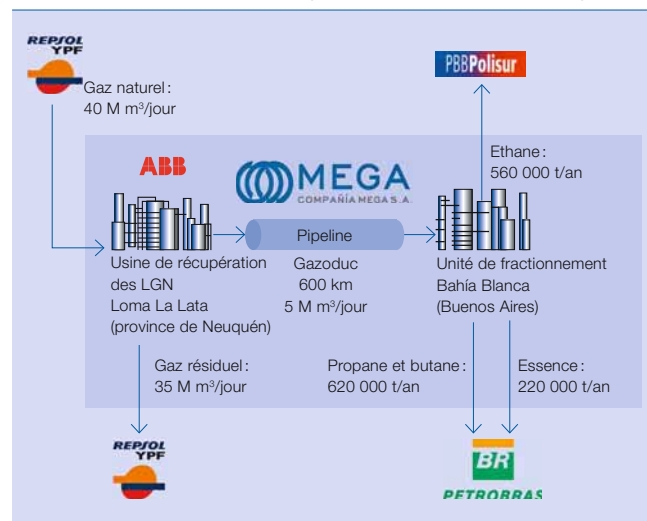 REPSOL
YPF
Gaz naturel :
40 M m³/jour
PBBPolisur
Ethane :
560 000 t/an
ABB
MEGA
COMPAÑÍA MEGA S.A.
Pipeline
Usine de récupération
des LGN
Loma La Lata
(province de Neuquén)
Gazoduc
600 km
5 M m³/jour
Unité de fractionnement
Bahía Blanca
(Buenos Aires)
Gaz résiduel :
35 M m³/jour
Propane et butane :
620 000 t/an
Essence :
220 000 t/an
REPSOL
YPF
BR
PETROBRAS